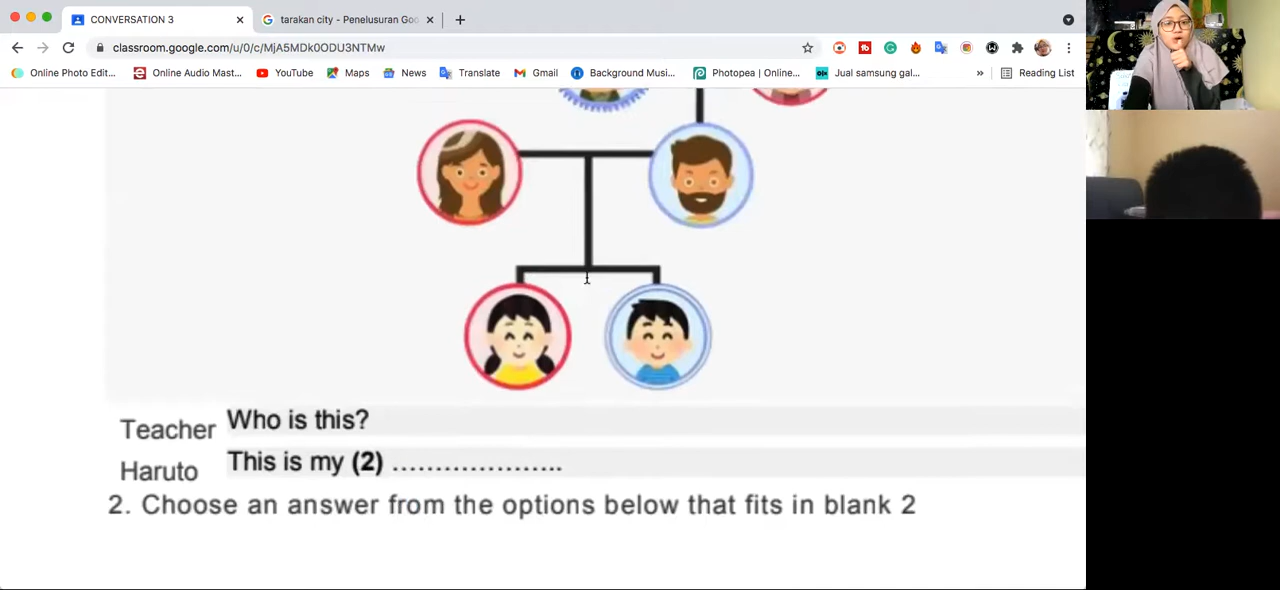 CONVERSATION 3
tarakan city - Penelusuran Goo
classroom.google.com/u/0/c/MjA5MDk0ODU3NTMw
Online Photo Edit... Online Audio Mast... YouTube Maps News Translate Gmail Background Musi... Photopea | Online... Jual samsung gal... » Reading List
Teacher Who is this?
Haruto This is my (2) .......................
2. Choose an answer from the options below that fits in blank 2